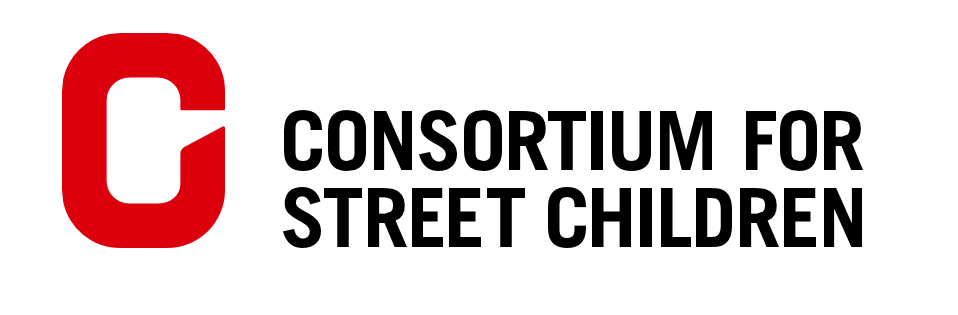 CONSORTIUM FOR
STREET CHILDREN